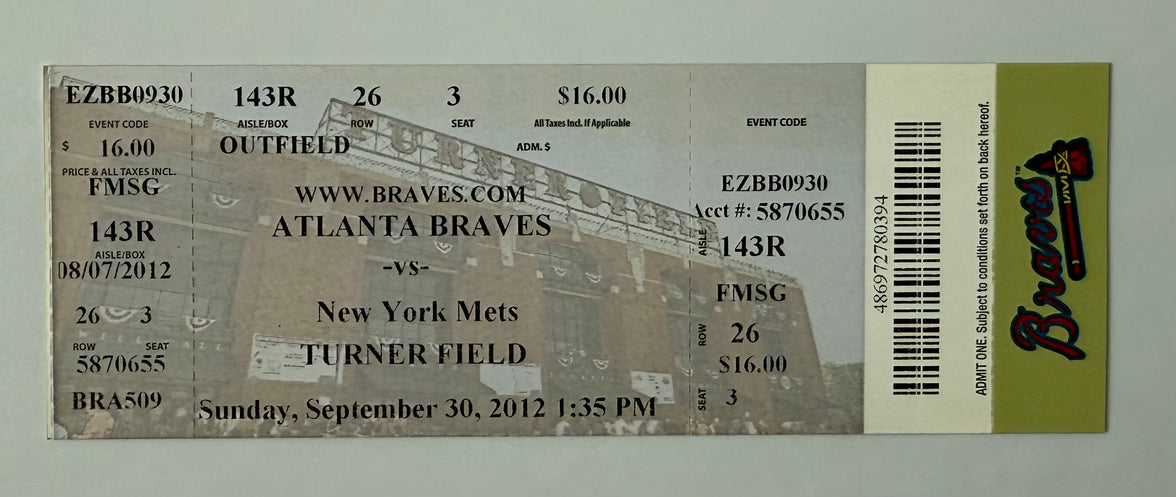 EZBB0930
EVENT CODE
$ 16.00
PRICE & ALL TAXES INCL.
FMSG
143R
AISLE/BOX
08/07/2012
26 3
ROW SEAT
5870655
BRA509
143R 26 3 $16.00
AISLE/BOX ROW SEAT All Taxes Incl. If Applicable
OUTFIELD ADM. $
TURNER FIELD
WWW.BRAVES.COM
ATLANTA BRAVES
-vs-
New York Mets
TURNER FIELD
Sunday, September 30, 2012 1:35 PM
EVENT CODE
EZBB0930
Acct #: 5870655
AISLE 143R
FMSG
ROW 26
$16.00
SEAT 3
486972780394
ADMIT ONE. Subject to conditions set forth on back hereof.
Braves